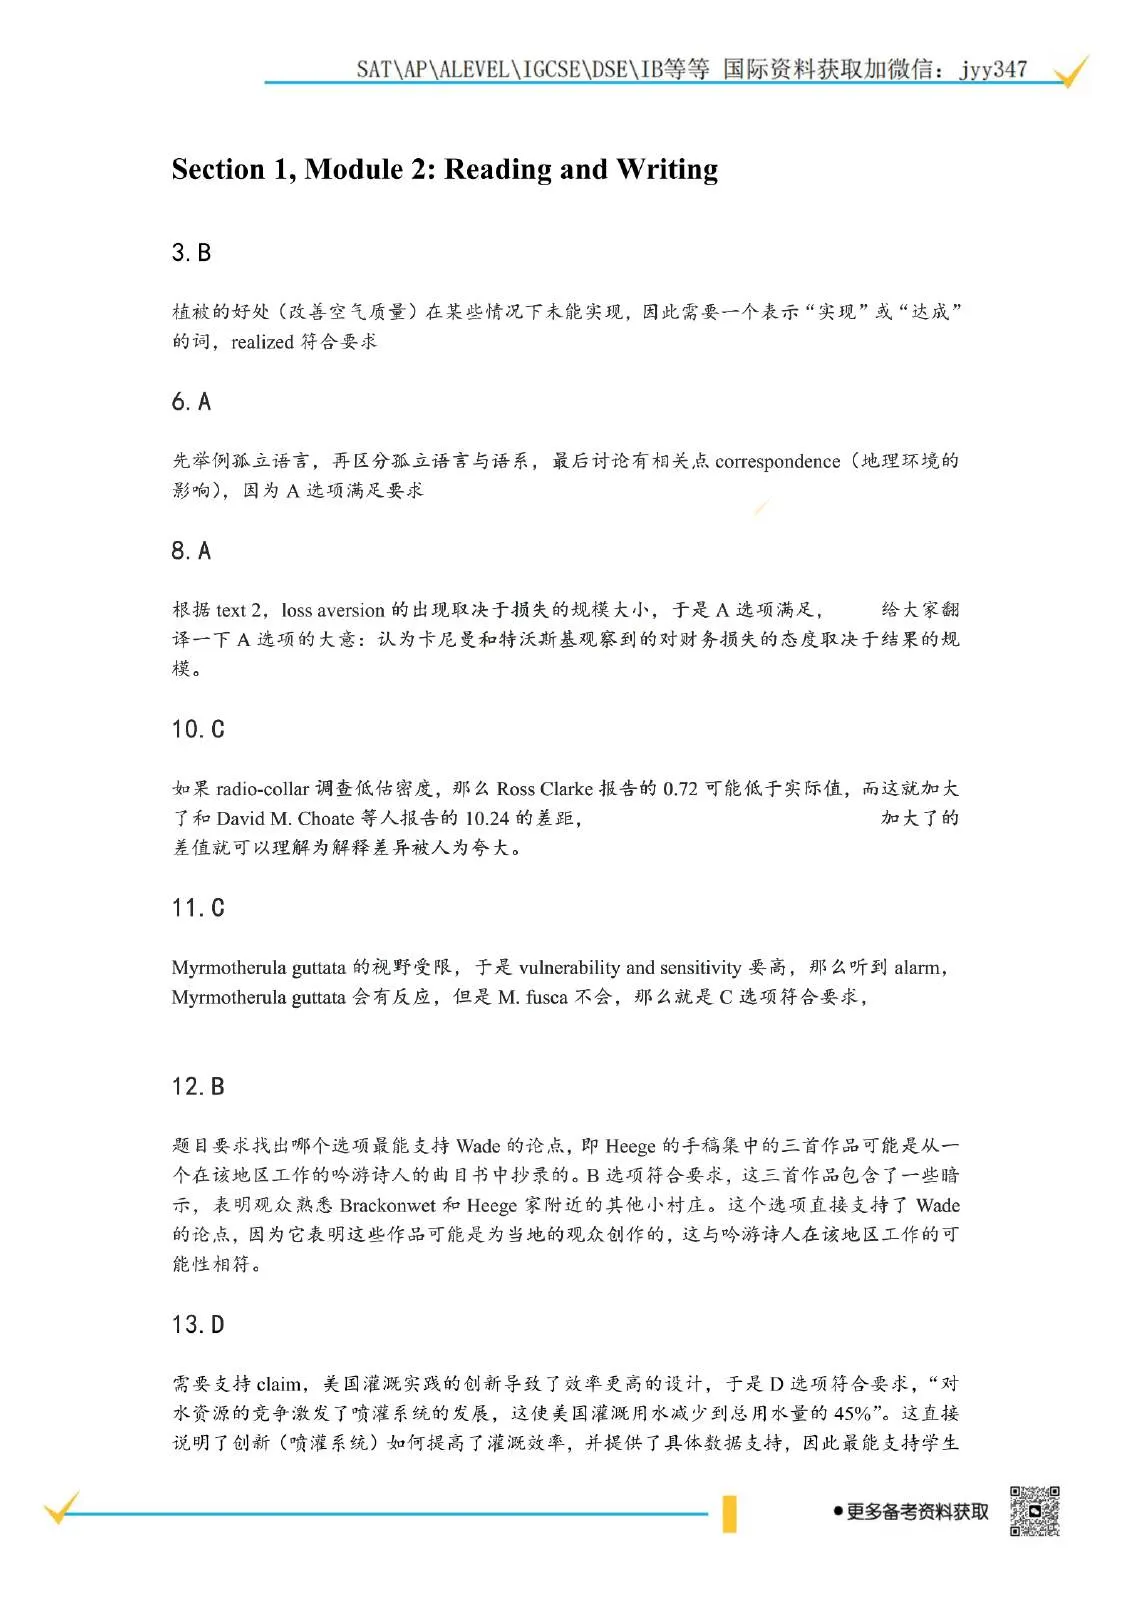 SAT\AP\ALEVEL\IGCSE\DSE\IB等等 国际资料获取加微信：jyy347
Section 1, Module 2: Reading and Writing
3. B
植被的好处（改善空气质量）在某些情况下未能实现，因此需要一个表示“实现”或“达成”
的词，realized 符合要求
6. A
先举例孤立语言，再区分孤立语言与语系，最后讨论有相关点 correspondence（地理环境的
影响），因为 A 选项满足要求
8. A
根据 text 2，loss aversion 的出现取决于损失的规模大小，于是 A 选项满足， 给大家翻
译一下 A 选项的大意：认为卡尼曼和特沃斯基观察到的对财务损失的态度取决于结果的规
模。
10. C
如果 radio-collar 调查低估密度，那么 Ross Clarke 报告的 0.72 可能低于实际值，而这就加大
了和 David M. Choate 等人报告的 10.24 的差距， 加大了的
差值就可以理解为解释差异被人为夸大。
11. C
Myrmotherula guttata 的视野受限，于是 vulnerability and sensitivity 要高，那么听到 alarm，
Myrmotherula guttata 会有反应，但是 M. fusca 不会，那么就是 C 选项符合要求，
12. B
题目要求找出哪个选项最能支持 Wade 的论点，即 Heege 的手稿集中的三首作品可能是从一
个在该地区工作的吟游诗人的曲目书中抄录的。B 选项符合要求，这三首作品包含了一些暗
示，表明观众熟悉 Brackonwet 和 Heege 家附近的其他小村庄。这个选项直接支持了 Wade
的论点，因为它表明这些作品可能是为当地的观众创作的，这与吟游诗人在该地区工作的可
能性相符。
13. D
需要支持 claim，美国灌溉实践的创新导致了效率更高的设计，于是 D 选项符合要求，“对
水资源的竞争激发了喷灌系统的发展，这使美国灌溉用水减少到总用水量的 45%”。这直接
说明了创新（喷灌系统）如何提高了灌溉效率，并提供了具体数据支持，因此最能支持学生
●更多备考资料获取